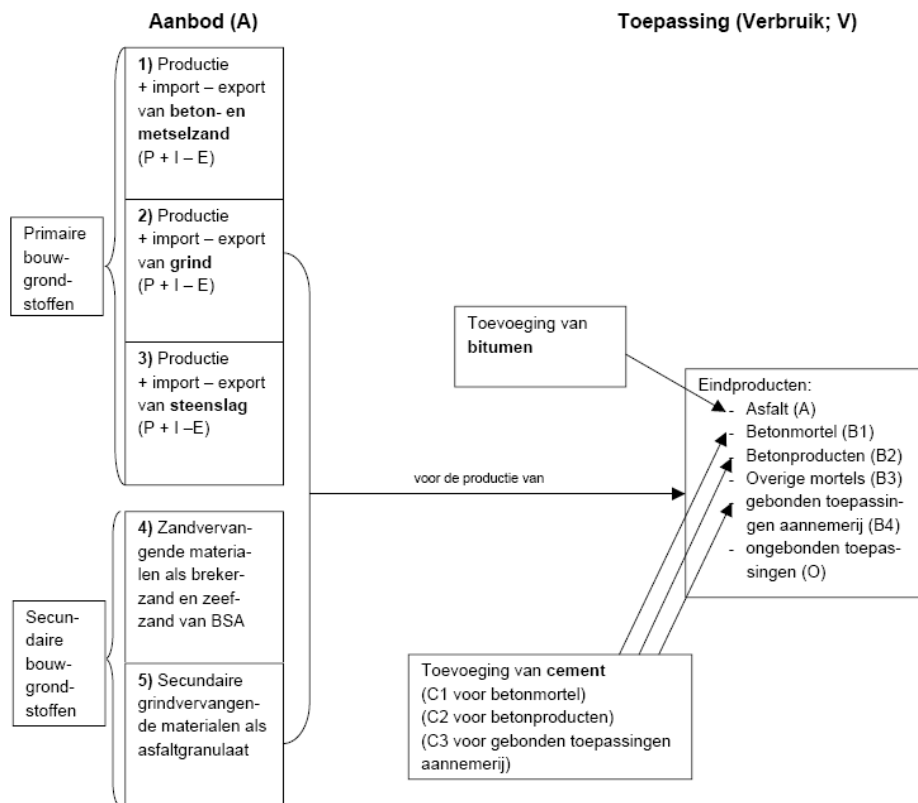 Aanbod (A)
Toepassing (Verbruik; V)
1) Productie
+ import – export
van beton- en
metselzand
(P + I – E)
Primaire
bouw-
grond-
stoffen
2) Productie
+ import – export
van grind
(P + I – E)
3) Productie
+ import – export
van steenslag
(P + I –E)
Toevoeging van
bitumen
voor de productie van
Eindproducten:
- Asfalt (A)
- Betonmortel (B1)
- Betonproducten (B2)
- Overige mortels (B3)
- gebonden toepassin-
gen aannemerij (B4)
- ongebonden toepas-
singen (O)
Secun-
daire
bouw-
grond-
stoffen
4) Zandvervan-
gende materia-
len als breker-
zand en zeef-
zand van BSA
5) Secundaire
grindvervangen-
de materialen als
asfaltgranulaat
Toevoeging van cement
(C1 voor betonmortel)
(C2 voor betonproducten)
(C3 voor gebonden toepassingen
aannemerij)